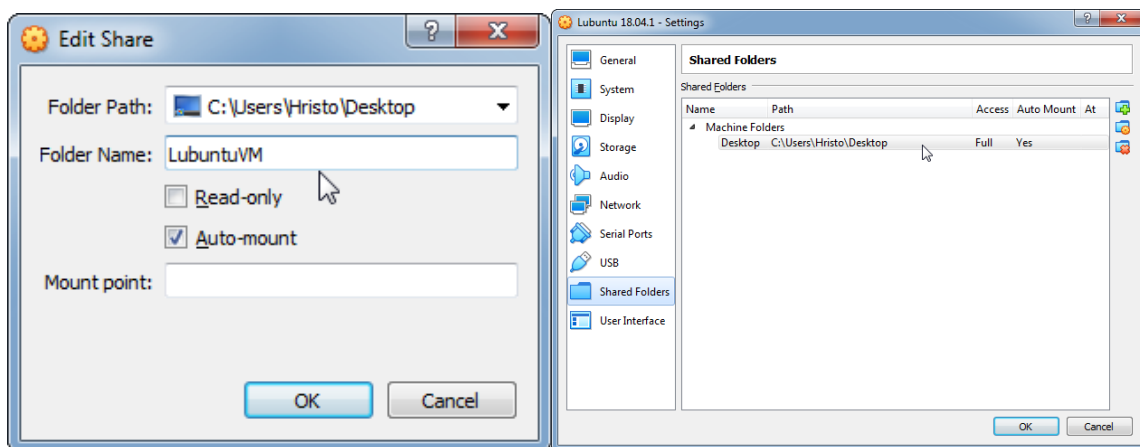 Edit Share
Folder Path: C:\Users\Hristo\Desktop
Folder Name: LubuntuVM
Read-only
Auto-mount
Mount point:
OK Cancel
Lubuntu 18.04.1 - Settings
General
System
Display
Storage
Audio
Network
Serial Ports
USB
Shared Folders
User Interface
Shared Folders
Shared Folders
Name Path Access Auto Mount At
Machine Folders
Desktop C:\Users\Hristo\Desktop Full Yes
OK Cancel